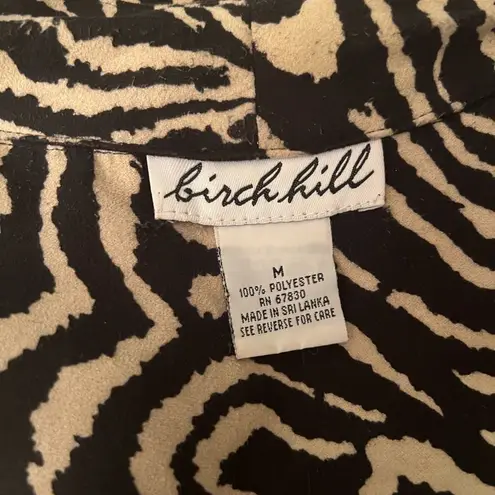 birch hill
M
100% POLYESTER
RN 67830
MADE IN SRI LANKA
SEE REVERSE FOR CARE